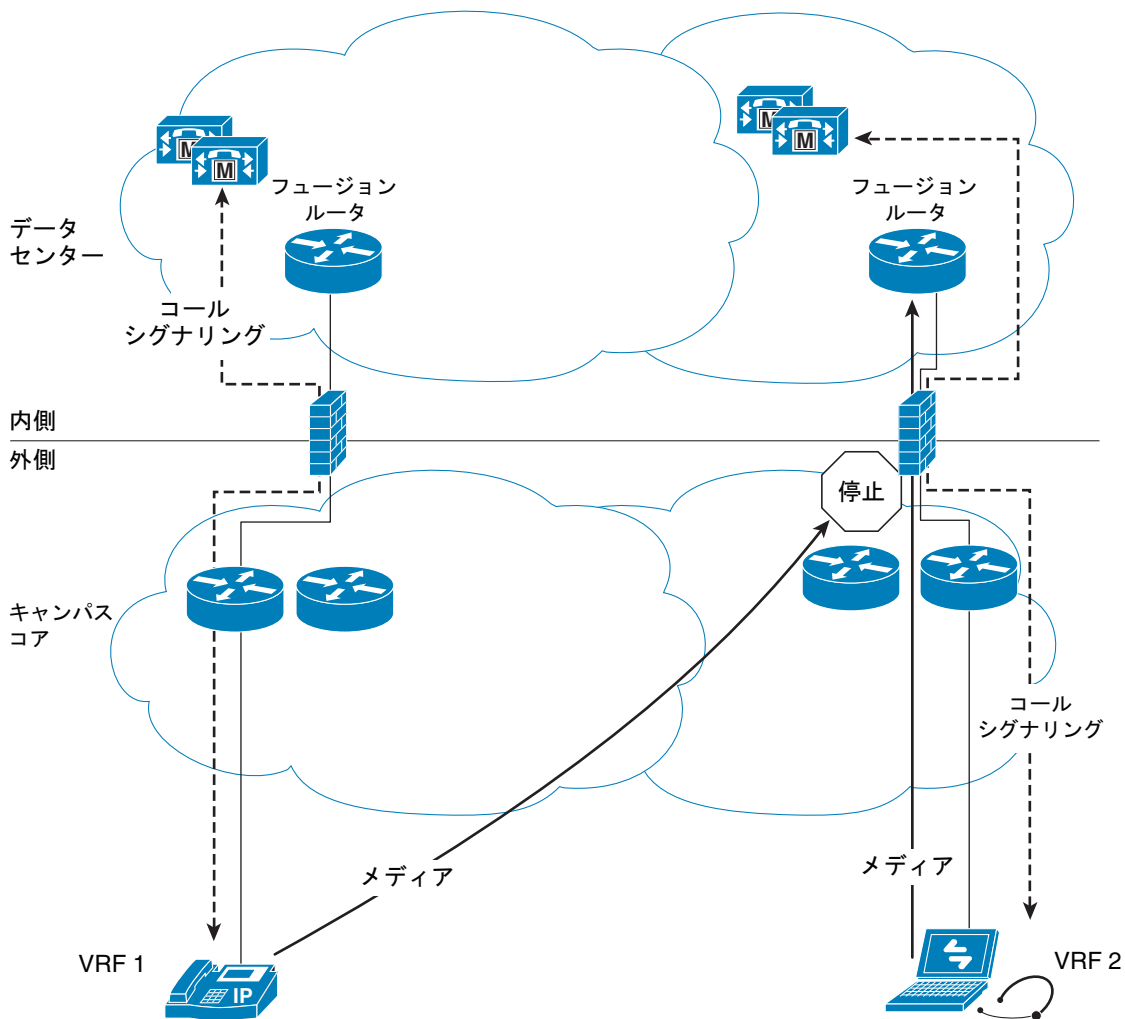 M
M
M
M
フュージョン
ルータ
フュージョン
ルータ
データ
センター
コール
シグナリング
内側
外側
停止
キャンパス
コア
コール
シグナリング
メディア
メディア
VRF 1
IP
VRF 2